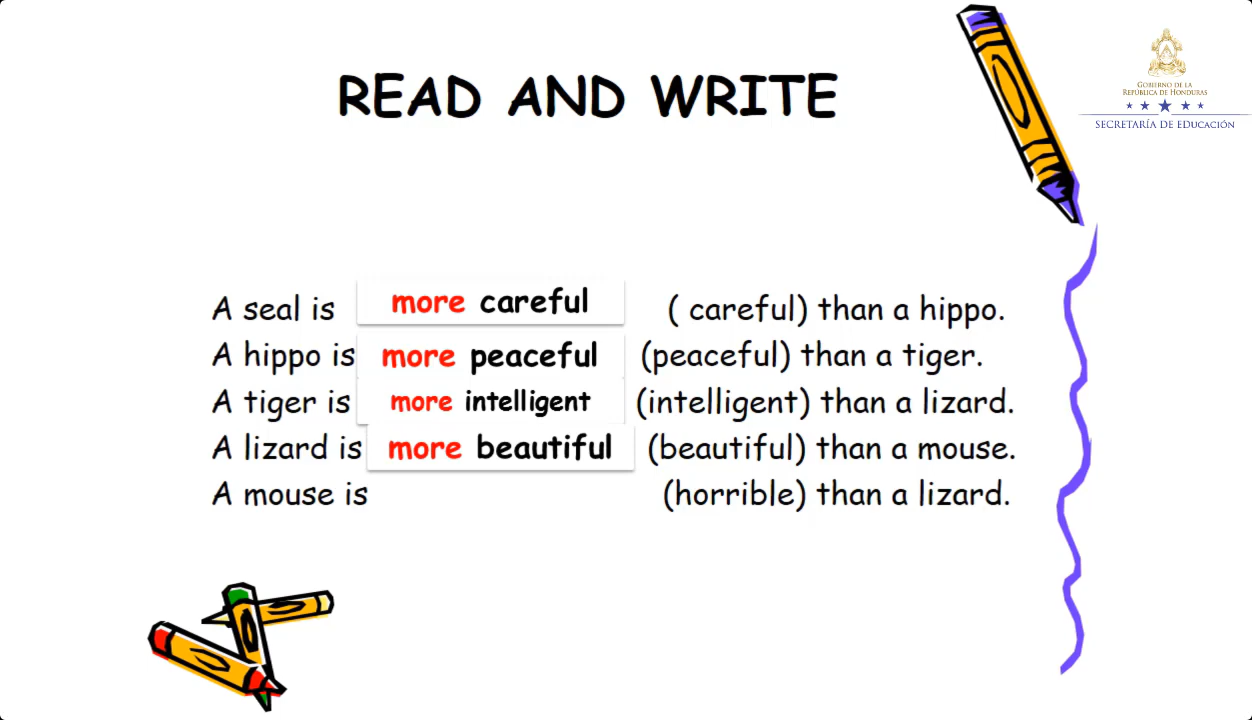 READ AND WRITE
GOBIERNO DE LA
REPÚBLICA DE HONDURAS
SECRETARÍA DE EDUCACIÓN
A seal is more careful ( careful) than a hippo.
A hippo is more peaceful (peaceful) than a tiger.
A tiger is more intelligent (intelligent) than a lizard.
A lizard is more beautiful (beautiful) than a mouse.
A mouse is (horrible) than a lizard.